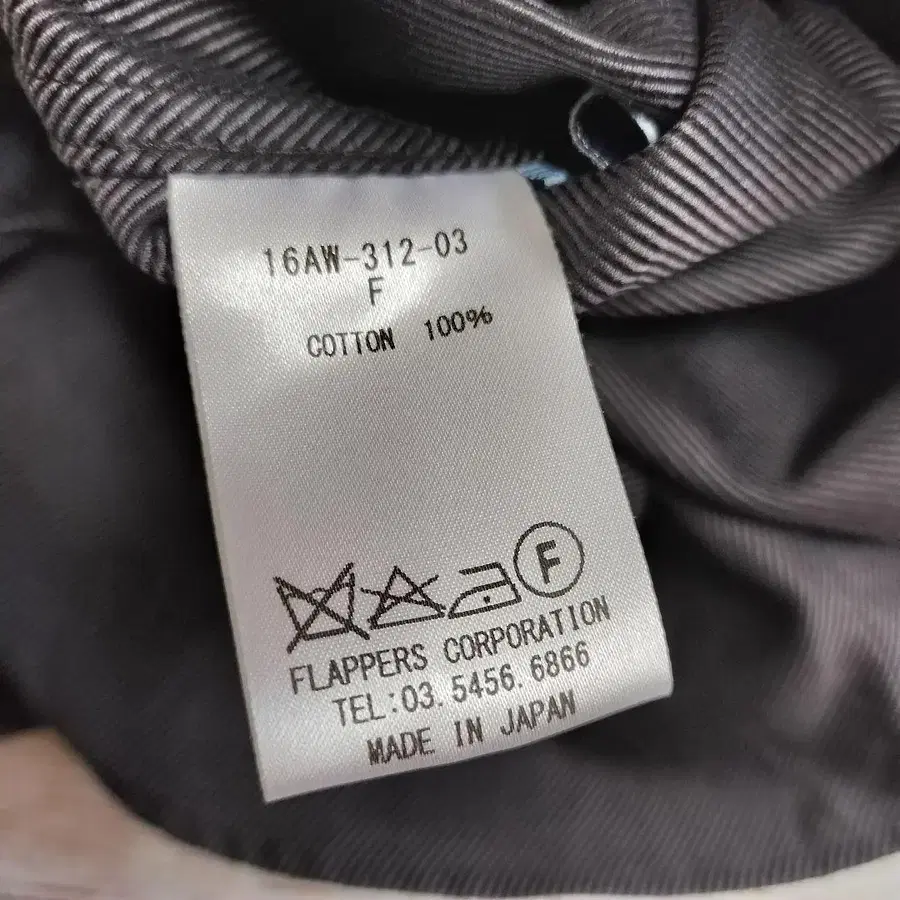 16AW-312-03
F
COTTON 100%
F
FLAPPERS CORPORATION
TEL:03.5456.6866
MADE IN JAPAN